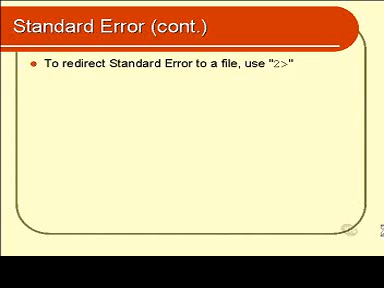 Standard Error (cont.)
To redirect Standard Error to a file, use "2>"